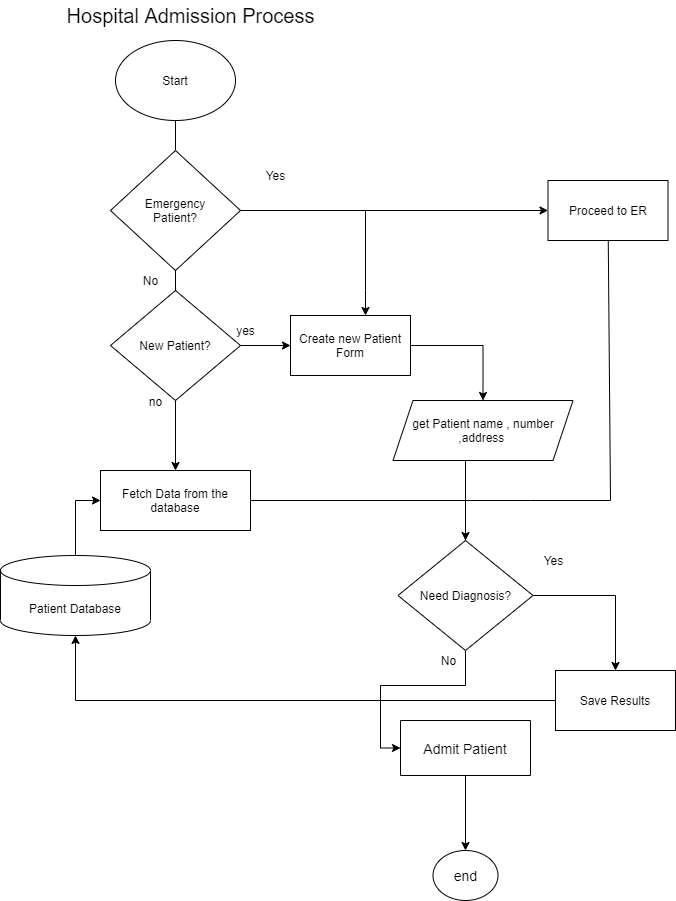 Hospital Admission Process
Start
Yes
Emergency
Patient?
Proceed to ER
No
New Patient?
yes
Create new Patient
Form
no
get Patient name , number
,address
Fetch Data from the
database
Yes
Need Diagnosis?
Patient Database
No
Save Results
Admit Patient
end